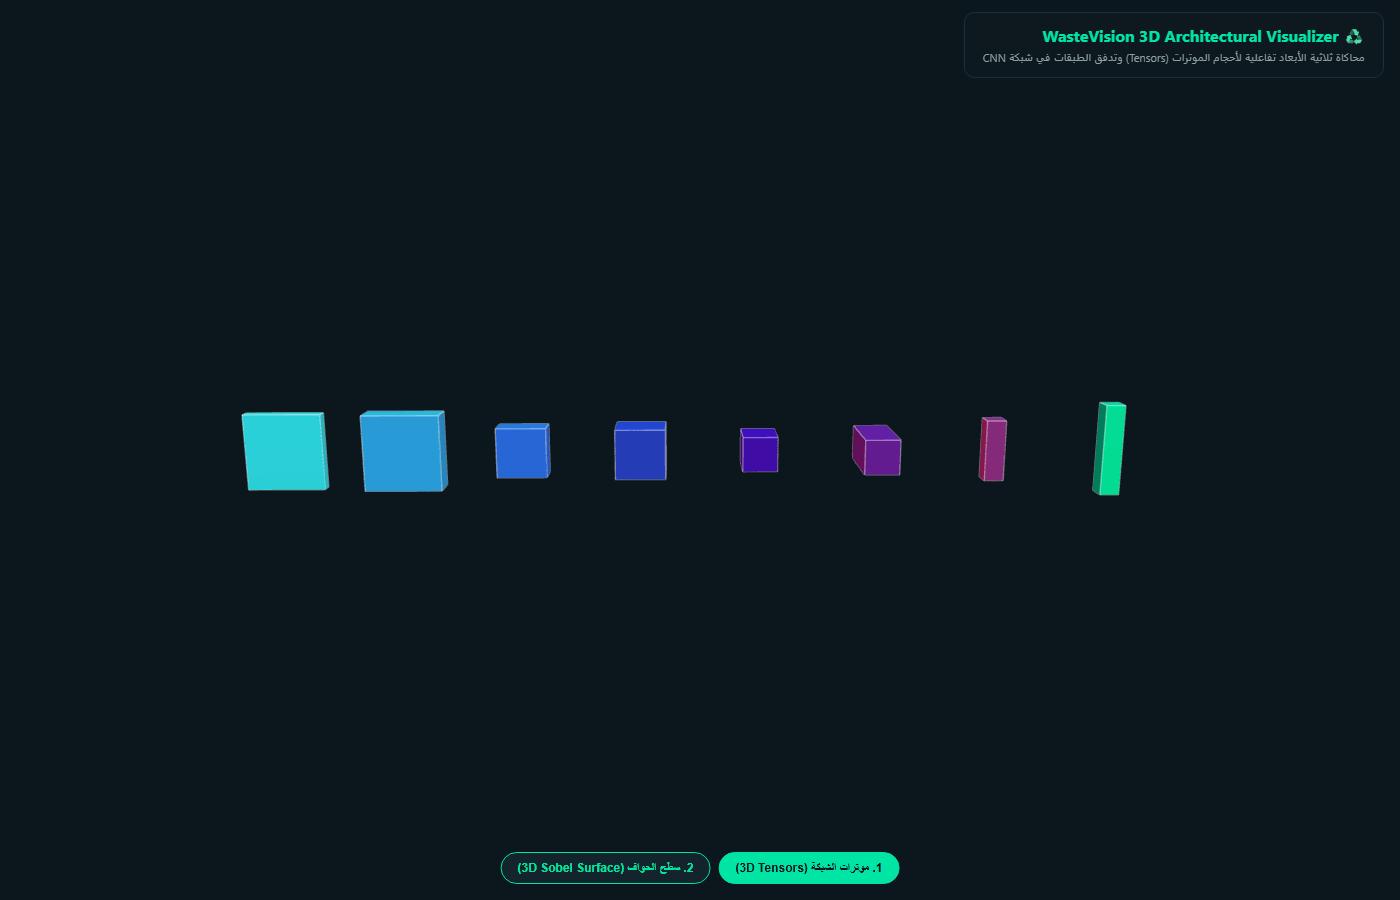 ♻️ WasteVision 3D Architectural Visualizer
محاكاة ثلاثية الأبعاد تفاعلية لأحجام الموترات (Tensors) وتدفق الطبقات في شبكة CNN
1. موترات الشبكة (3D Tensors)
2. سطح الحواف (3D Sobel Surface)